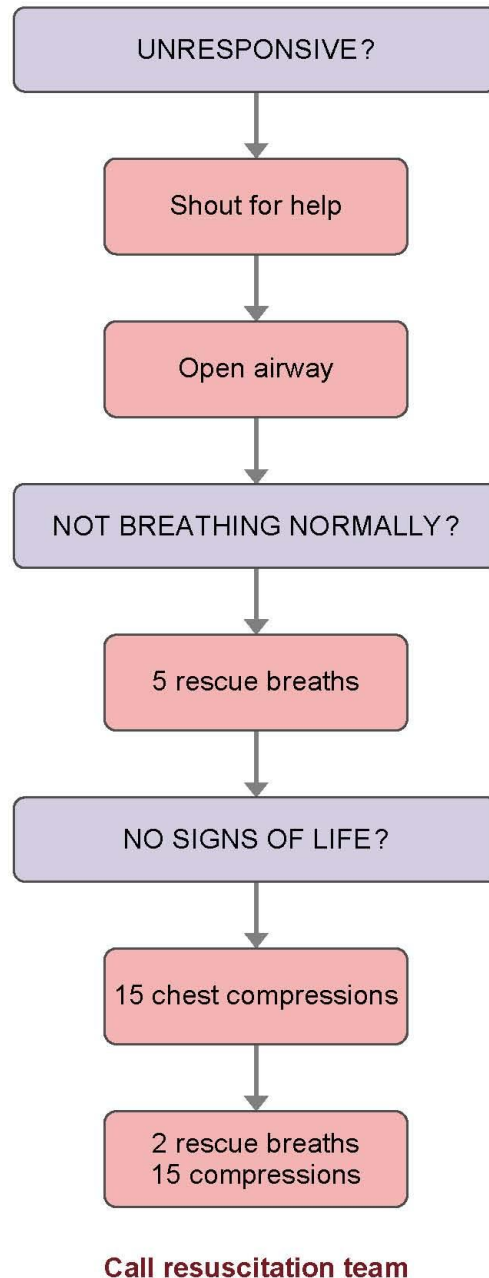 UNRESPONSIVE?
Shout for help
Open airway
NOT BREATHING NORMALLY?
5 rescue breaths
NO SIGNS OF LIFE?
15 chest compressions
2 rescue breaths
15 compressions
Call resuscitation team